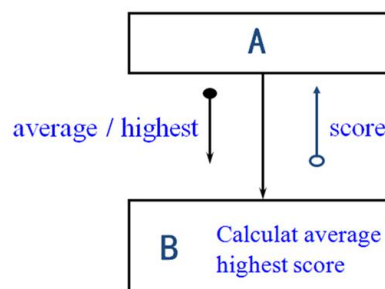 A
average / highest
score
B
Calculat average
highest score